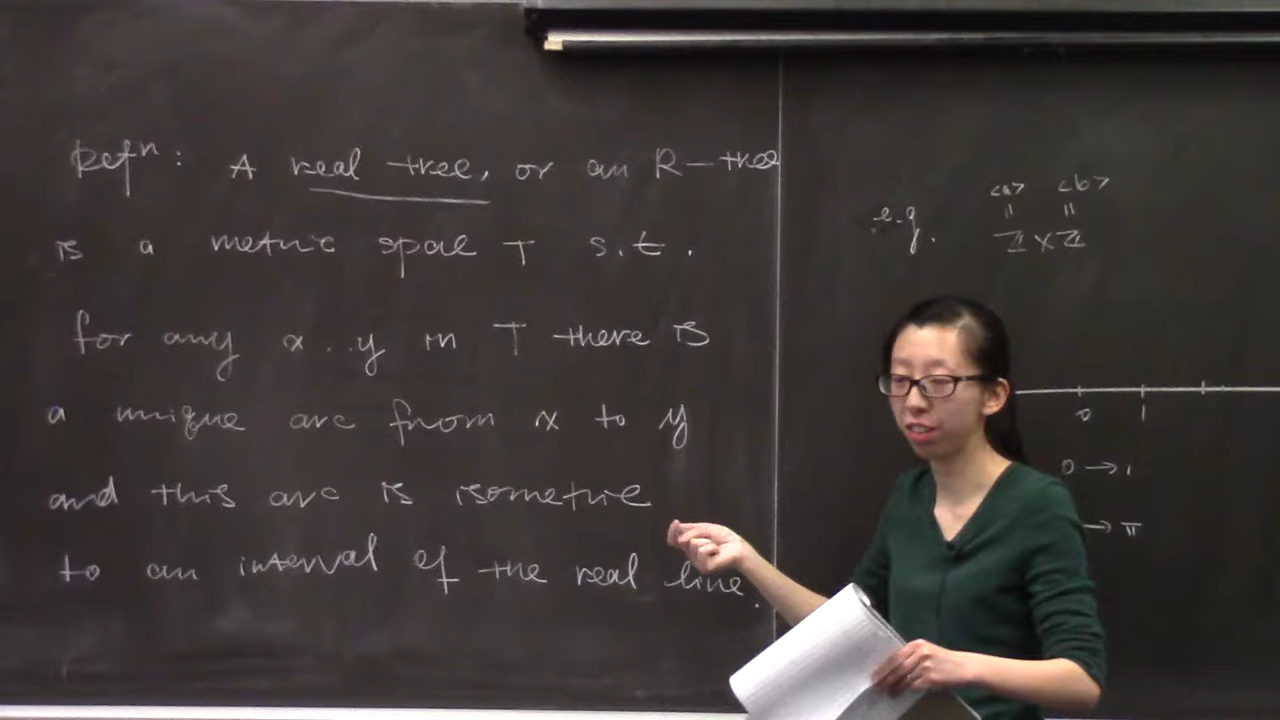 Defⁿ: A real tree, or an R-tree
is a metric space T s.t.
for any x, y in T there is
a unique arc from x to y
and this arc is isometric
to an interval of the real line.
<a> <b>
= =
e.g. ℤ×ℤ
0 1
0 → 1
→ π